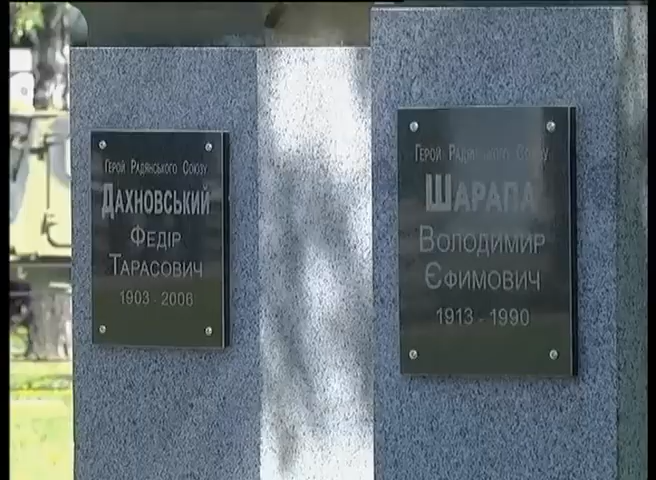 Герой Радянського Союзу
Дахновський
Федір
Тарасович
1903 - 2006
Герой Радянського Союзу
Шарапа
Володимир
Єфимович
1913 - 1990